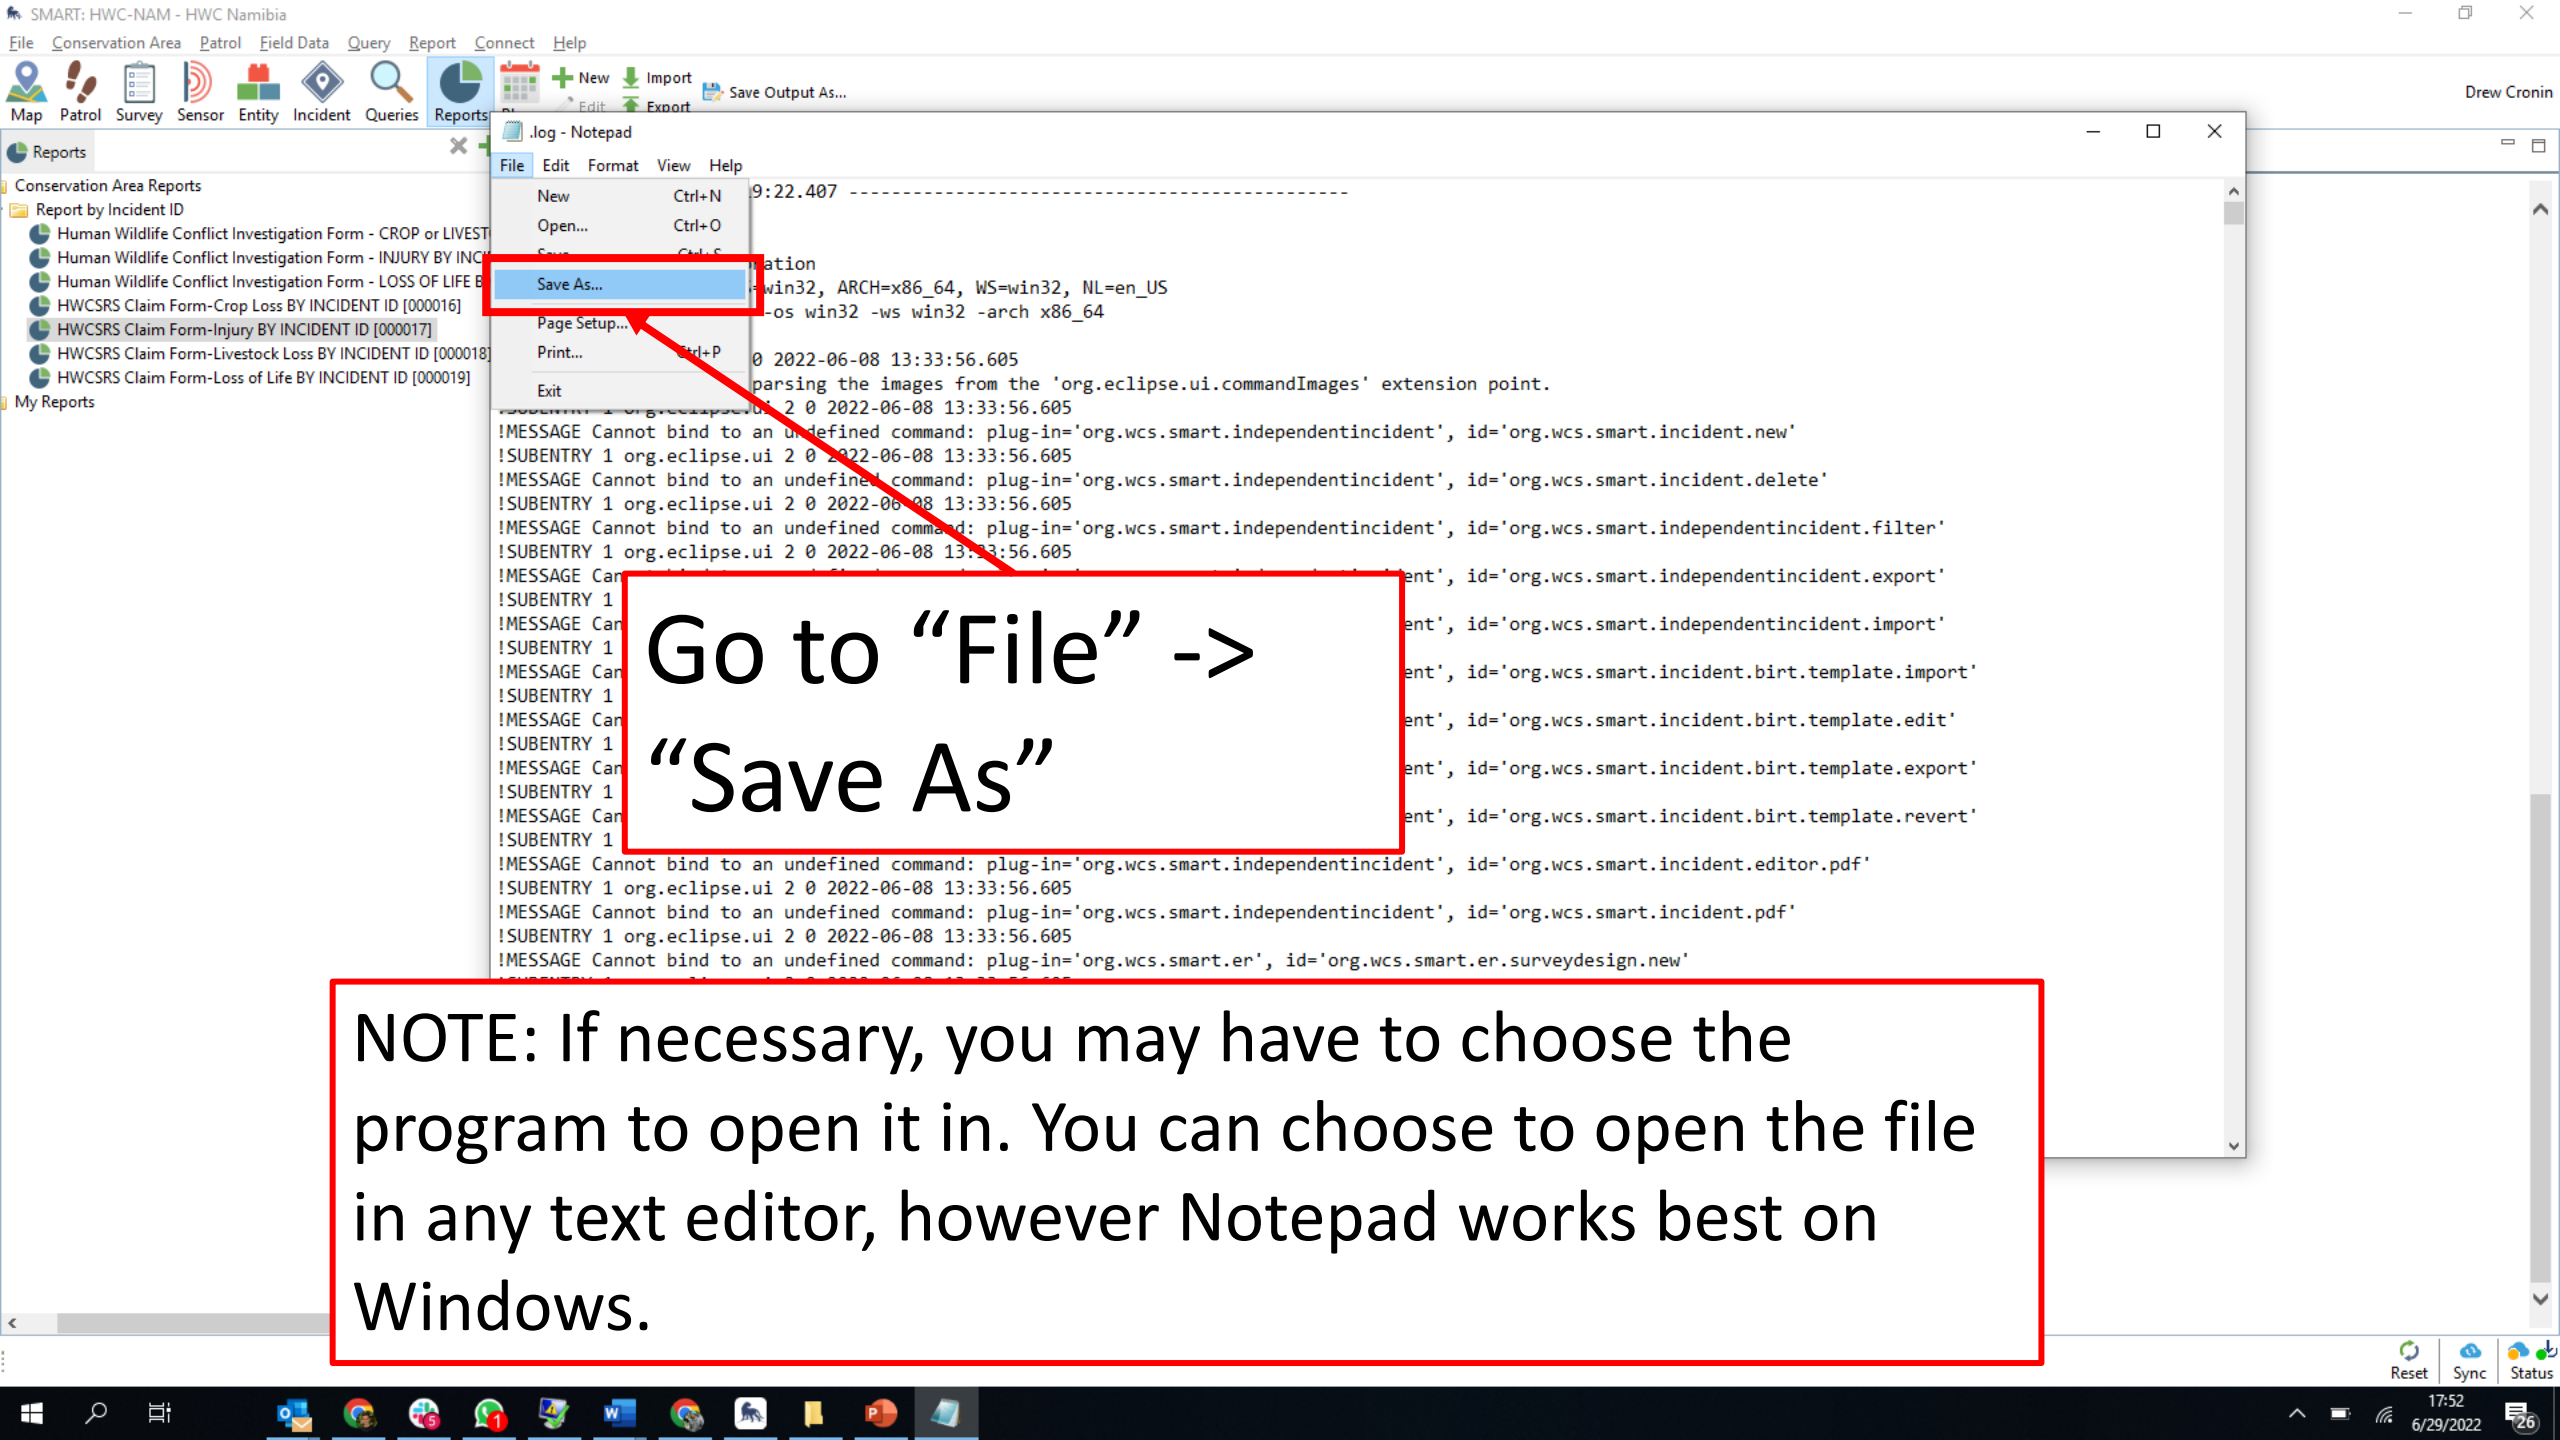 SMART: HWC-NAM - HWC Namibia
File Conservation Area Patrol Field Data Query Report Connect Help
New Import
Edit Export
Save Output As...
Drew Cronin
Map Patrol Survey Sensor Entity Incident Queries Reports
Reports
Conservation Area Reports
Report by Incident ID
Human Wildlife Conflict Investigation Form - CROP or LIVEST
Human Wildlife Conflict Investigation Form - INJURY BY INC
Human Wildlife Conflict Investigation Form - LOSS OF LIFE B
HWCSRS Claim Form-Crop Loss BY INCIDENT ID [000016]
HWCSRS Claim Form-Injury BY INCIDENT ID [000017]
HWCSRS Claim Form-Livestock Loss BY INCIDENT ID [000018]
HWCSRS Claim Form-Loss of Life BY INCIDENT ID [000019]
My Reports
.log - Notepad
File Edit Format View Help
New Ctrl+N
Open... Ctrl+O
Save Ctrl+S
Save As...
Page Setup...
Print... Ctrl+P
Exit
9:22.407 -----------------------------------------------
ation
=win32, ARCH=x86_64, WS=win32, NL=en_US
-os win32 -ws win32 -arch x86_64
0 2022-06-08 13:33:56.605
parsing the images from the 'org.eclipse.ui.commandImages' extension point.
!SUBENTRY 1 org.eclipse.ui 2 0 2022-06-08 13:33:56.605
!MESSAGE Cannot bind to an undefined command: plug-in='org.wcs.smart.independentincident', id='org.wcs.smart.incident.new'
!SUBENTRY 1 org.eclipse.ui 2 0 2022-06-08 13:33:56.605
!MESSAGE Cannot bind to an undefined command: plug-in='org.wcs.smart.independentincident', id='org.wcs.smart.incident.delete'
!SUBENTRY 1 org.eclipse.ui 2 0 2022-06-08 13:33:56.605
!MESSAGE Cannot bind to an undefined command: plug-in='org.wcs.smart.independentincident', id='org.wcs.smart.independentincident.filter'
!SUBENTRY 1 org.eclipse.ui 2 0 2022-06-08 13:33:56.605
!MESSAGE Can ent', id='org.wcs.smart.independentincident.export'
!SUBENTRY 1
!MESSAGE Can ent', id='org.wcs.smart.independentincident.import'
!SUBENTRY 1
!MESSAGE Can ent', id='org.wcs.smart.incident.birt.template.import'
!SUBENTRY 1
!MESSAGE Can ent', id='org.wcs.smart.incident.birt.template.edit'
!SUBENTRY 1
!MESSAGE Can ent', id='org.wcs.smart.incident.birt.template.export'
!SUBENTRY 1
!MESSAGE Can ent', id='org.wcs.smart.incident.birt.template.revert'
!SUBENTRY 1
!MESSAGE Cannot bind to an undefined command: plug-in='org.wcs.smart.independentincident', id='org.wcs.smart.incident.editor.pdf'
!SUBENTRY 1 org.eclipse.ui 2 0 2022-06-08 13:33:56.605
!MESSAGE Cannot bind to an undefined command: plug-in='org.wcs.smart.independentincident', id='org.wcs.smart.incident.pdf'
!SUBENTRY 1 org.eclipse.ui 2 0 2022-06-08 13:33:56.605
!MESSAGE Cannot bind to an undefined command: plug-in='org.wcs.smart.er', id='org.wcs.smart.er.surveydesign.new'
Go to “File” ->
“Save As”
NOTE: If necessary, you may have to choose the
program to open it in. You can choose to open the file
in any text editor, however Notepad works best on
Windows.
Reset Sync Status
17:52
6/29/2022
26